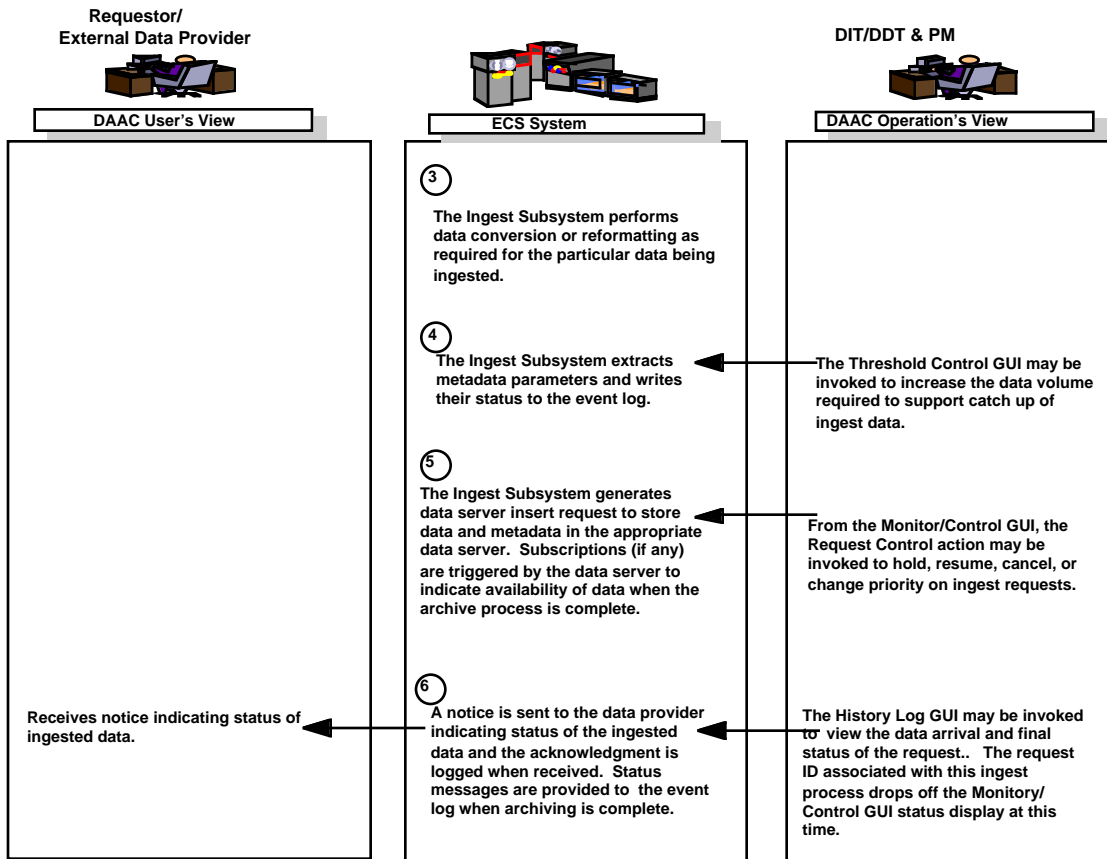 Requestor/
External Data Provider
DIT/DDT & PM
DAAC User's View
ECS System
DAAC Operation's View
3
The Ingest Subsystem performs
data conversion or reformatting as
required for the particular data being
ingested.
4
The Ingest Subsystem extracts
metadata parameters and writes
their status to the event log.
The Threshold Control GUI may be
invoked to increase the data volume
required to support catch up of
ingest data.
5
The Ingest Subsystem generates
data server insert request to store
data and metadata in the appropriate
data server. Subscriptions (if any)
are triggered by the data server to
indicate availability of data when the
archive process is complete.
From the Monitor/Control GUI, the
Request Control action may be
invoked to hold, resume, cancel, or
change priority on ingest requests.
Receives notice indicating status of
ingested data.
6
A notice is sent to the data provider
indicating status of the ingested
data and the acknowledgment is
logged when received. Status
messages are provided to the event
log when archiving is complete.
The History Log GUI may be invoked
to view the data arrival and final
status of the request.. The request
ID associated with this ingest
process drops off the Monitory/
Control GUI status display at this
time.